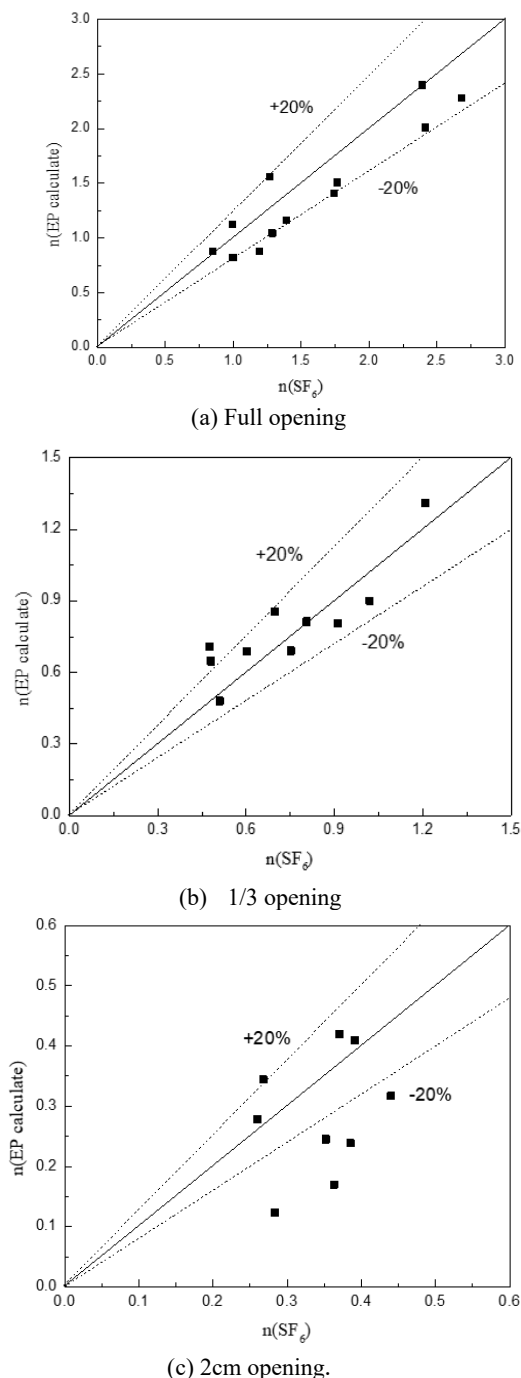 3.0
2.5
2.0
1.5
1.0
0.5
0.0
n(EP calculate)
+20%
-20%
0.0 0.5 1.0 1.5 2.0 2.5 3.0
n(SF₆)
(a) Full opening
1.5
1.2
0.9
0.6
0.3
0.0
n(EP calculate)
+20%
-20%
0.0 0.3 0.6 0.9 1.2 1.5
n(SF₆)
(b) 1/3 opening
0.6
0.5
0.4
0.3
0.2
0.1
0.0
n(EP calculate)
+20%
-20%
0.0 0.1 0.2 0.3 0.4 0.5 0.6
n(SF₆)
(c) 2cm opening.